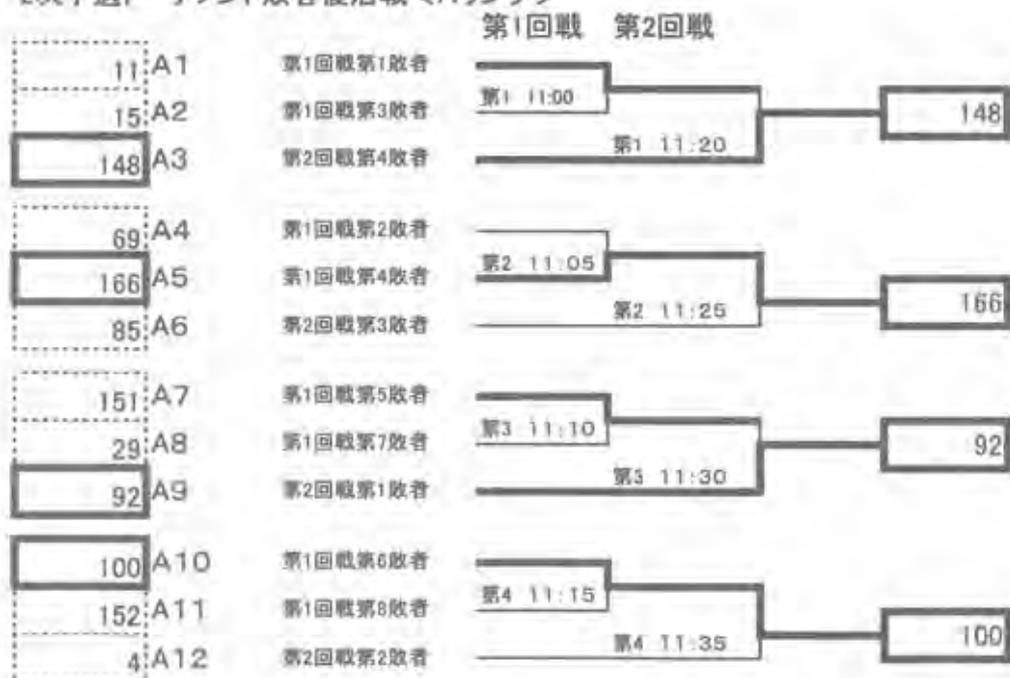 第1回戦 第2回戦
11 A1 第1回戦第1敗者
第1 11:00
15 A2 第1回戦第3敗者 148
第1 11:20
148 A3 第2回戦第4敗者
69 A4 第1回戦第2敗者
第2 11:05
166 A5 第1回戦第4敗者
第2 11:25 166
85 A6 第2回戦第3敗者
151 A7 第1回戦第5敗者
第3 11:10
29 A8 第1回戦第7敗者 92
第3 11:30
92 A9 第2回戦第1敗者
100 A10 第1回戦第6敗者
第4 11:15
152 A11 第1回戦第8敗者
第4 11:35 100
4 A12 第2回戦第2敗者